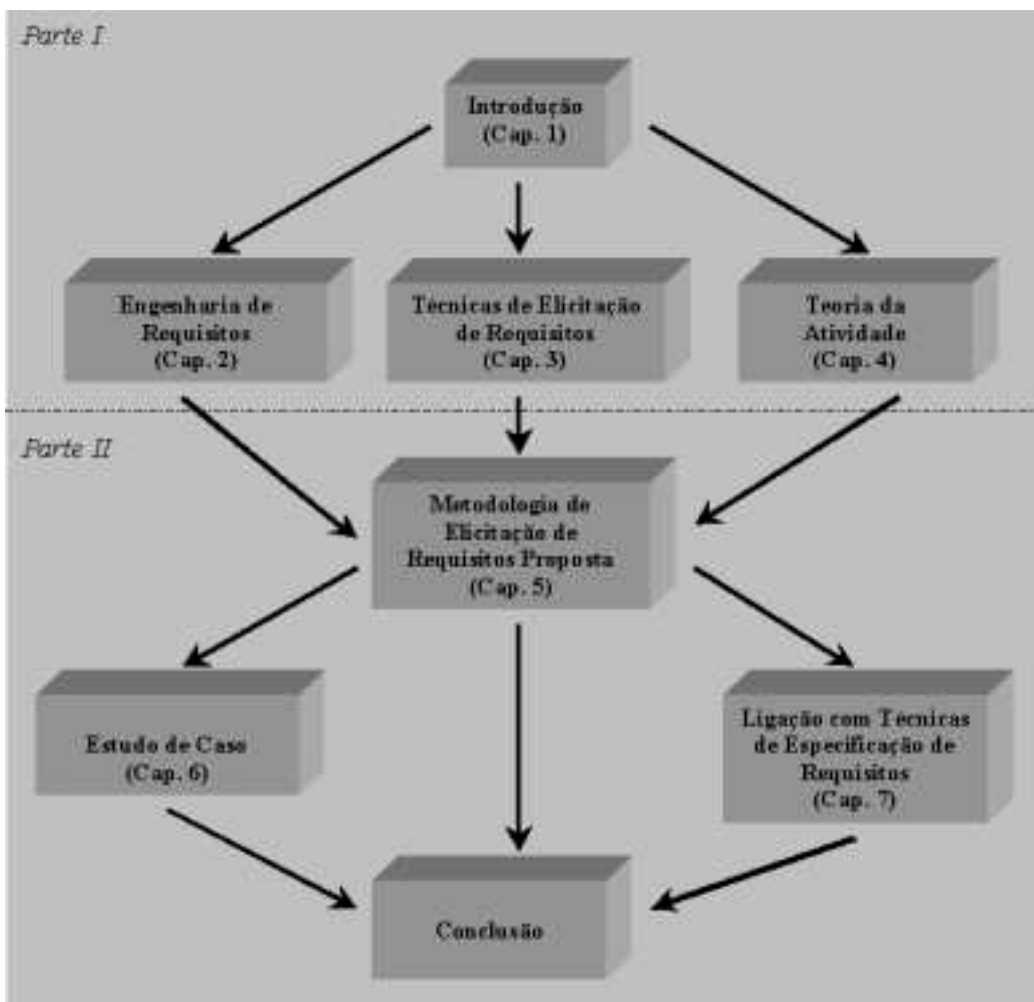 Parte I
Introdução
(Cap. 1)
Engenharia de
Requisitos
(Cap. 2)
Técnicas de Elicitação
de Requisitos
(Cap. 3)
Teoria da
Atividade
(Cap. 4)
Parte II
Metodologia de
Elicitação de
Requisitos Proposta
(Cap. 5)
Estudo de Caso
(Cap. 6)
Ligação com Técnicas
de Especificação de
Requisitos
(Cap. 7)
Conclusão